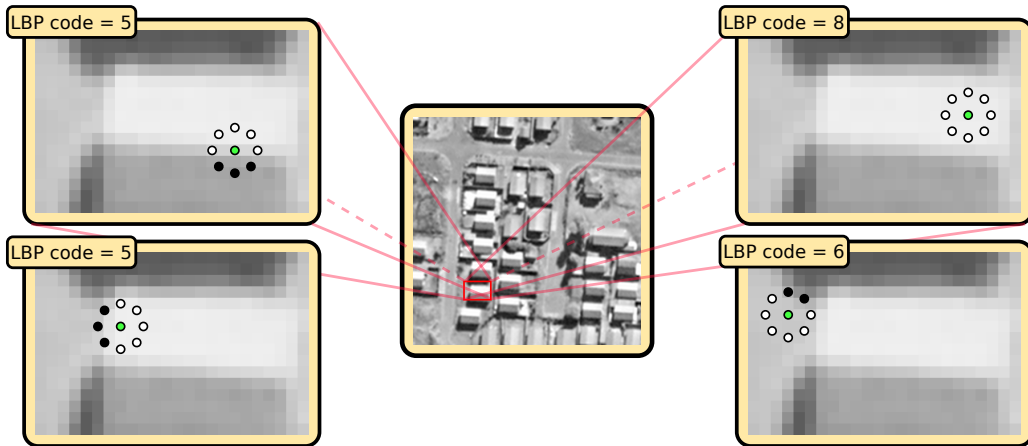 LBP code = 5
LBP code = 8
LBP code = 5
LBP code = 6